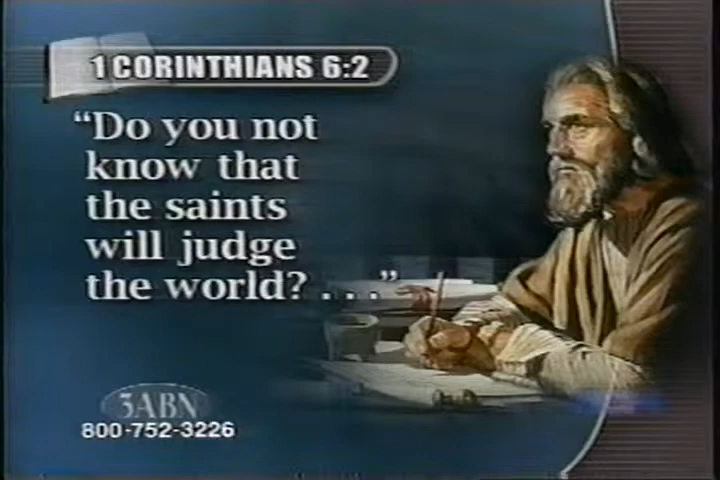 1 CORINTHIANS 6:2
“Do you not
know that
the saints
will judge
the world? . . .”
3ABN
800-752-3226